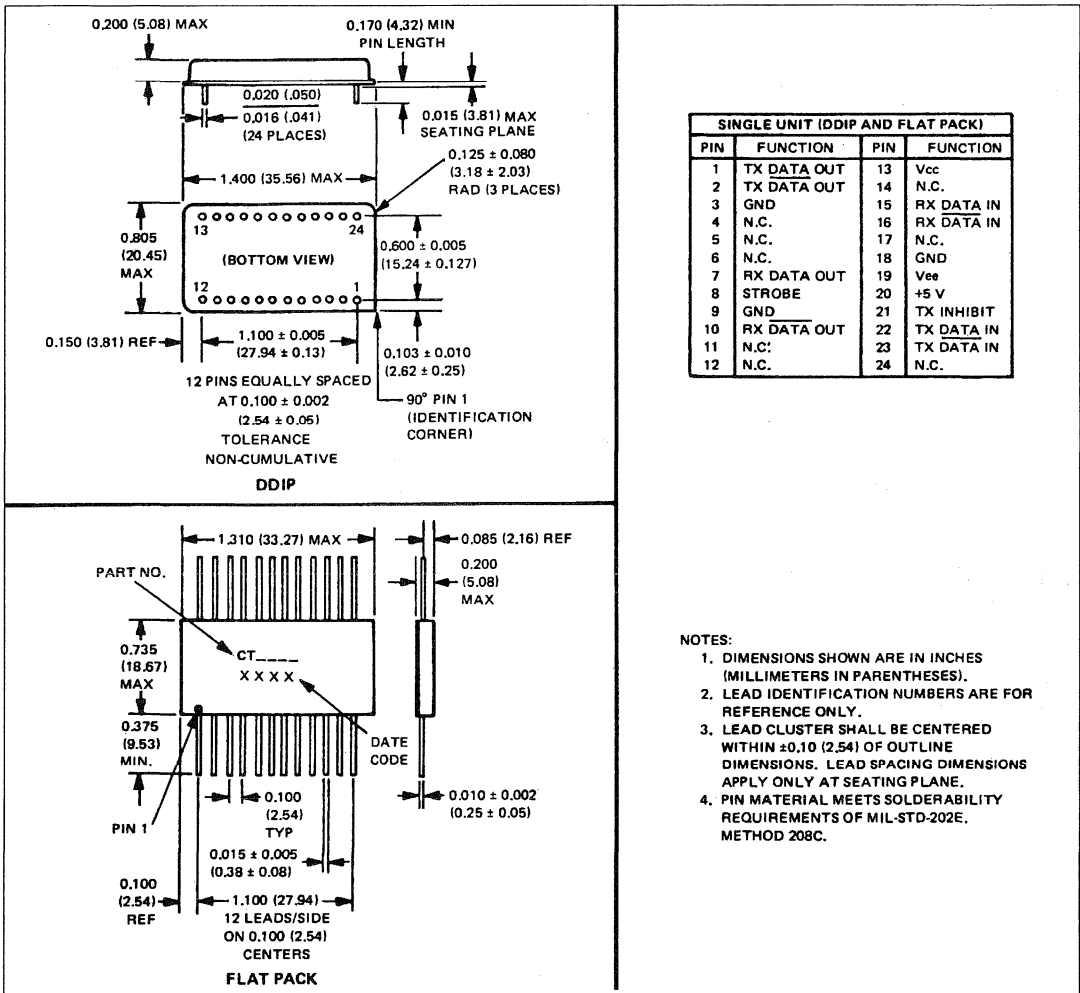 0.200 (5.08) MAX
0.170 (4.32) MIN
PIN LENGTH
0.020 (.050)
0.016 (.041)
(24 PLACES)
0.015 (3.81) MAX
SEATING PLANE
0.125 ± 0.080
(3.18 ± 2.03)
RAD (3 PLACES)
1.400 (35.56) MAX
0.805
(20.45)
MAX
13
24
(BOTTOM VIEW)
12
1
0.600 ± 0.005
(15.24 ± 0.127)
0.150 (3.81) REF
1.100 ± 0.005
(27.94 ± 0.13)
0.103 ± 0.010
(2.62 ± 0.25)
12 PINS EQUALLY SPACED
AT 0.100 ± 0.002
(2.54 ± 0.05)
TOLERANCE
NON-CUMULATIVE
90° PIN 1
(IDENTIFICATION
CORNER)
DDIP
SINGLE UNIT (DDIP AND FLAT PACK)
PIN FUNCTION PIN FUNCTION
1 TX DATA OUT 13 Vcc
2 TX D̅A̅T̅A̅ OUT 14 N.C.
3 GND 15 RX DATA IN
4 N.C. 16 RX D̅A̅T̅A̅ IN
5 N.C. 17 N.C.
6 N.C. 18 GND
7 RX DATA OUT 19 Vee
8 STROBE 20 +5 V
9 GND 21 TX INHIBIT
10 RX D̅A̅T̅A̅ OUT 22 TX DATA IN
11 N.C. 23 TX D̅A̅T̅A̅ IN
12 N.C. 24 N.C.
1.310 (33.27) MAX
0.085 (2.16) REF
0.200
(5.08)
MAX
PART NO.
0.735
(18.67)
MAX
CT____
XXXX
0.375
(9.53)
MIN.
DATE
CODE
PIN 1
0.100
(2.54)
TYP
0.010 ± 0.002
(0.25 ± 0.05)
0.015 ± 0.005
(0.38 ± 0.08)
0.100
(2.54)
REF
1.100 (27.94)
12 LEADS/SIDE
ON 0.100 (2.54)
CENTERS
FLAT PACK
NOTES:
1. DIMENSIONS SHOWN ARE IN INCHES
(MILLIMETERS IN PARENTHESES).
2. LEAD IDENTIFICATION NUMBERS ARE FOR
REFERENCE ONLY.
3. LEAD CLUSTER SHALL BE CENTERED
WITHIN ±0.10 (2.54) OF OUTLINE
DIMENSIONS. LEAD SPACING DIMENSIONS
APPLY ONLY AT SEATING PLANE.
4. PIN MATERIAL MEETS SOLDERABILITY
REQUIREMENTS OF MIL-STD-202E,
METHOD 208C.